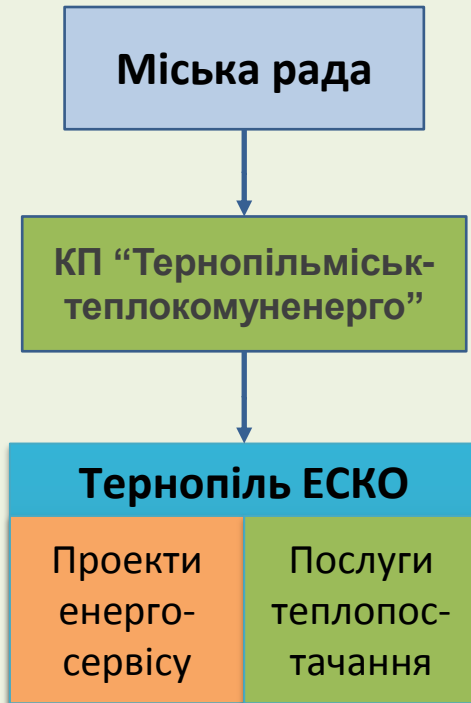 Міська рада
КП “Тернопільміськ-
теплокомуненерго”
Тернопіль ЕСКО
Проекти
енерго-
сервісу
Послуги
теплопос-
тачання